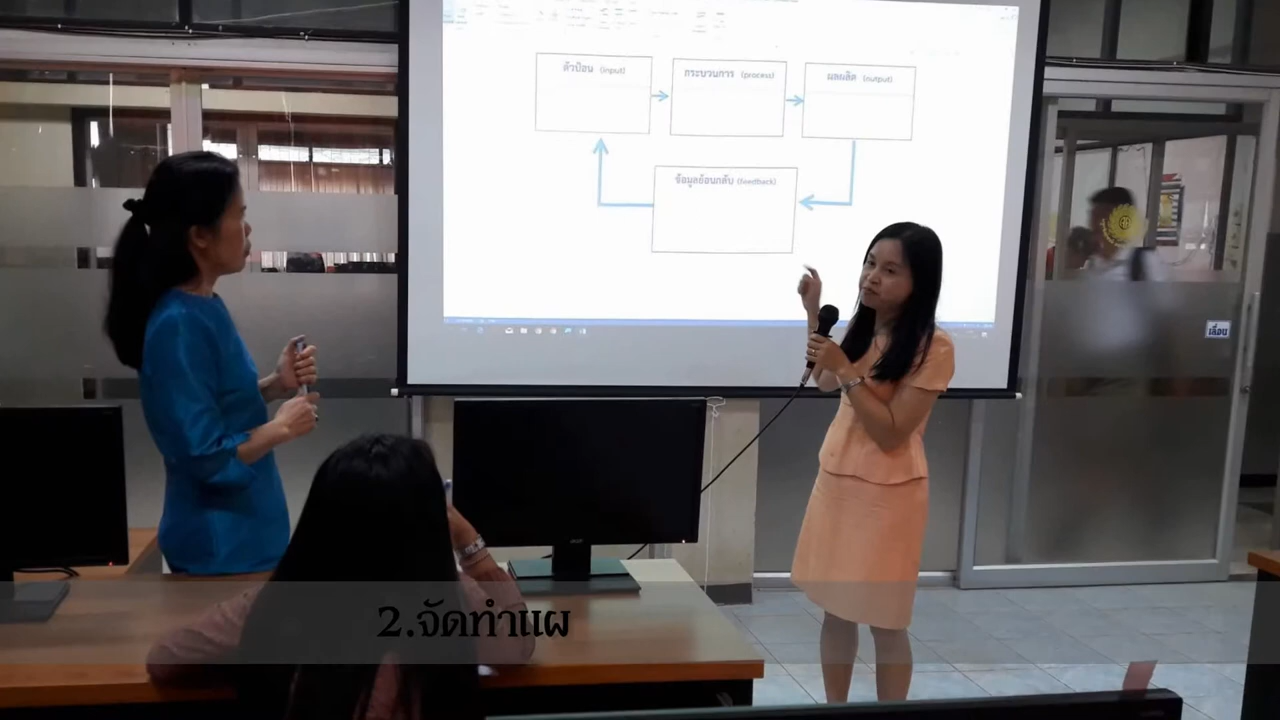 ตัวป้อน (input)
กระบวนการ (process)
ผลผลิต (output)
ข้อมูลย้อนกลับ (feedback)
เลื่อน
2.จัดทำแผ